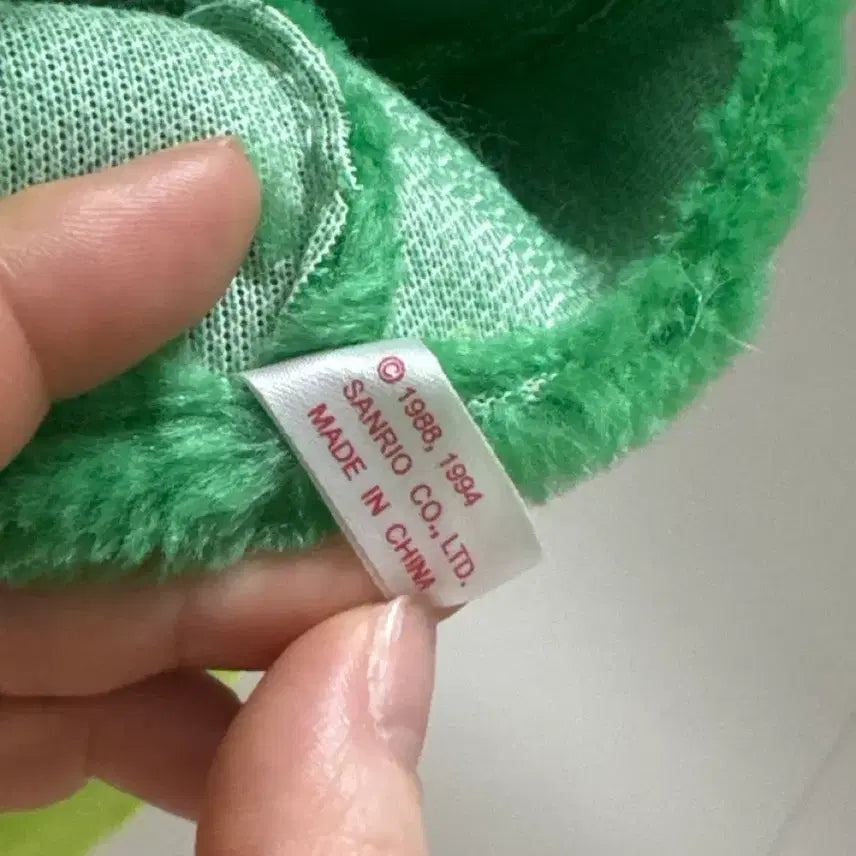 © 1988, 1994
SANRIO CO., LTD.
MADE IN CHINA